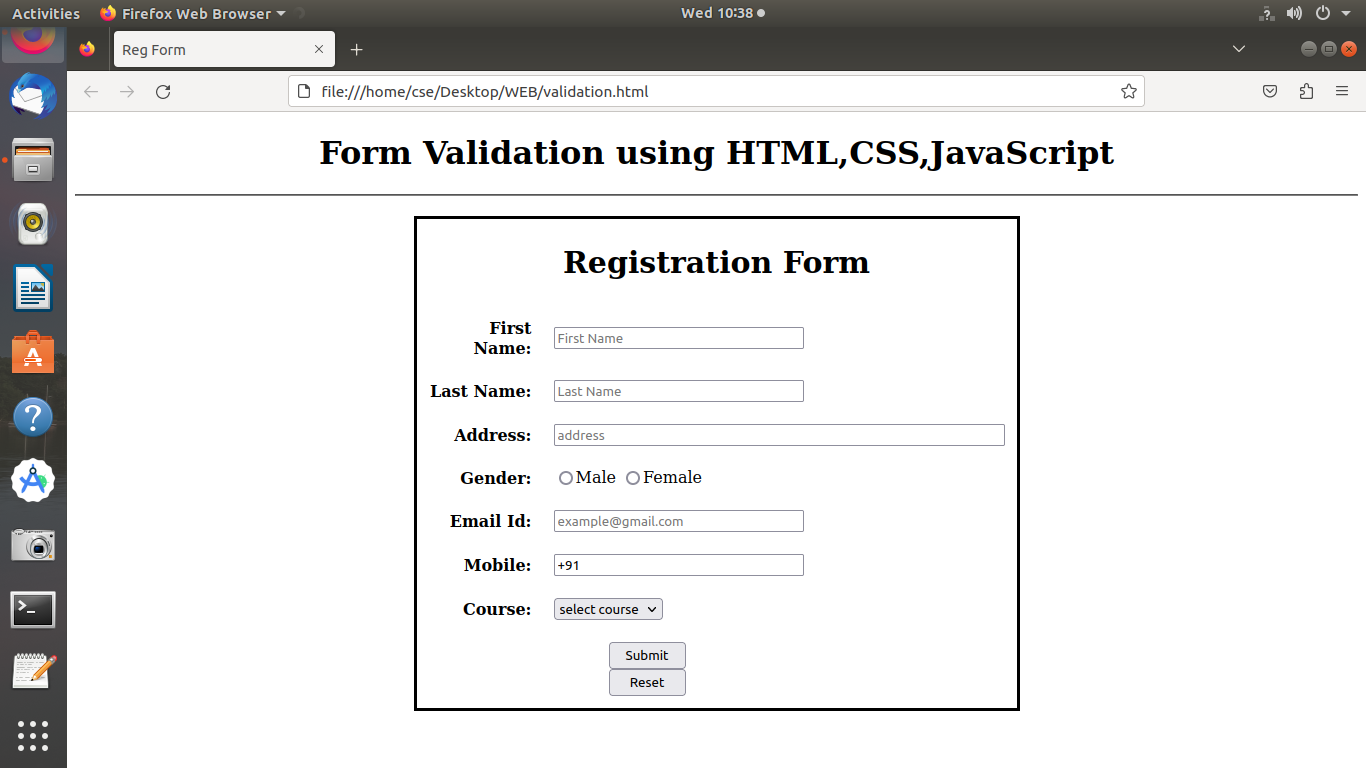 Activities Firefox Web Browser Wed 10:38
Reg Form
file:///home/cse/Desktop/WEB/validation.html
Form Validation using HTML,CSS,JavaScript
Registration Form
First
Name: First Name
Last Name: Last Name
Address: address
Gender: Male Female
Email Id: example@gmail.com
Mobile: +91
Course: select course
Submit
Reset